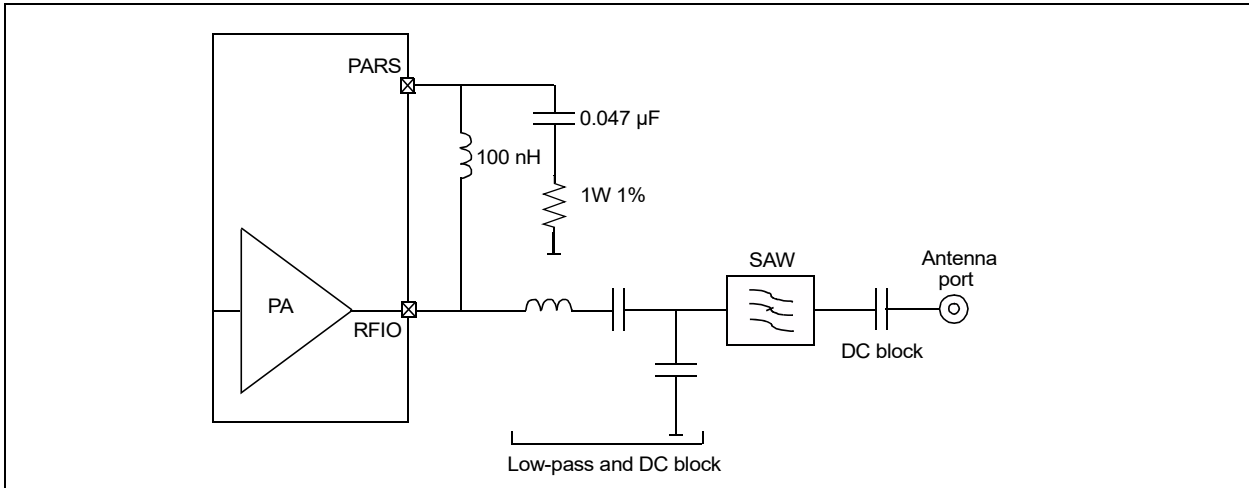 PARS
0.047 µF
100 nH
1W 1%
PA
RFIO
SAW
Antenna
port
DC block
Low-pass and DC block